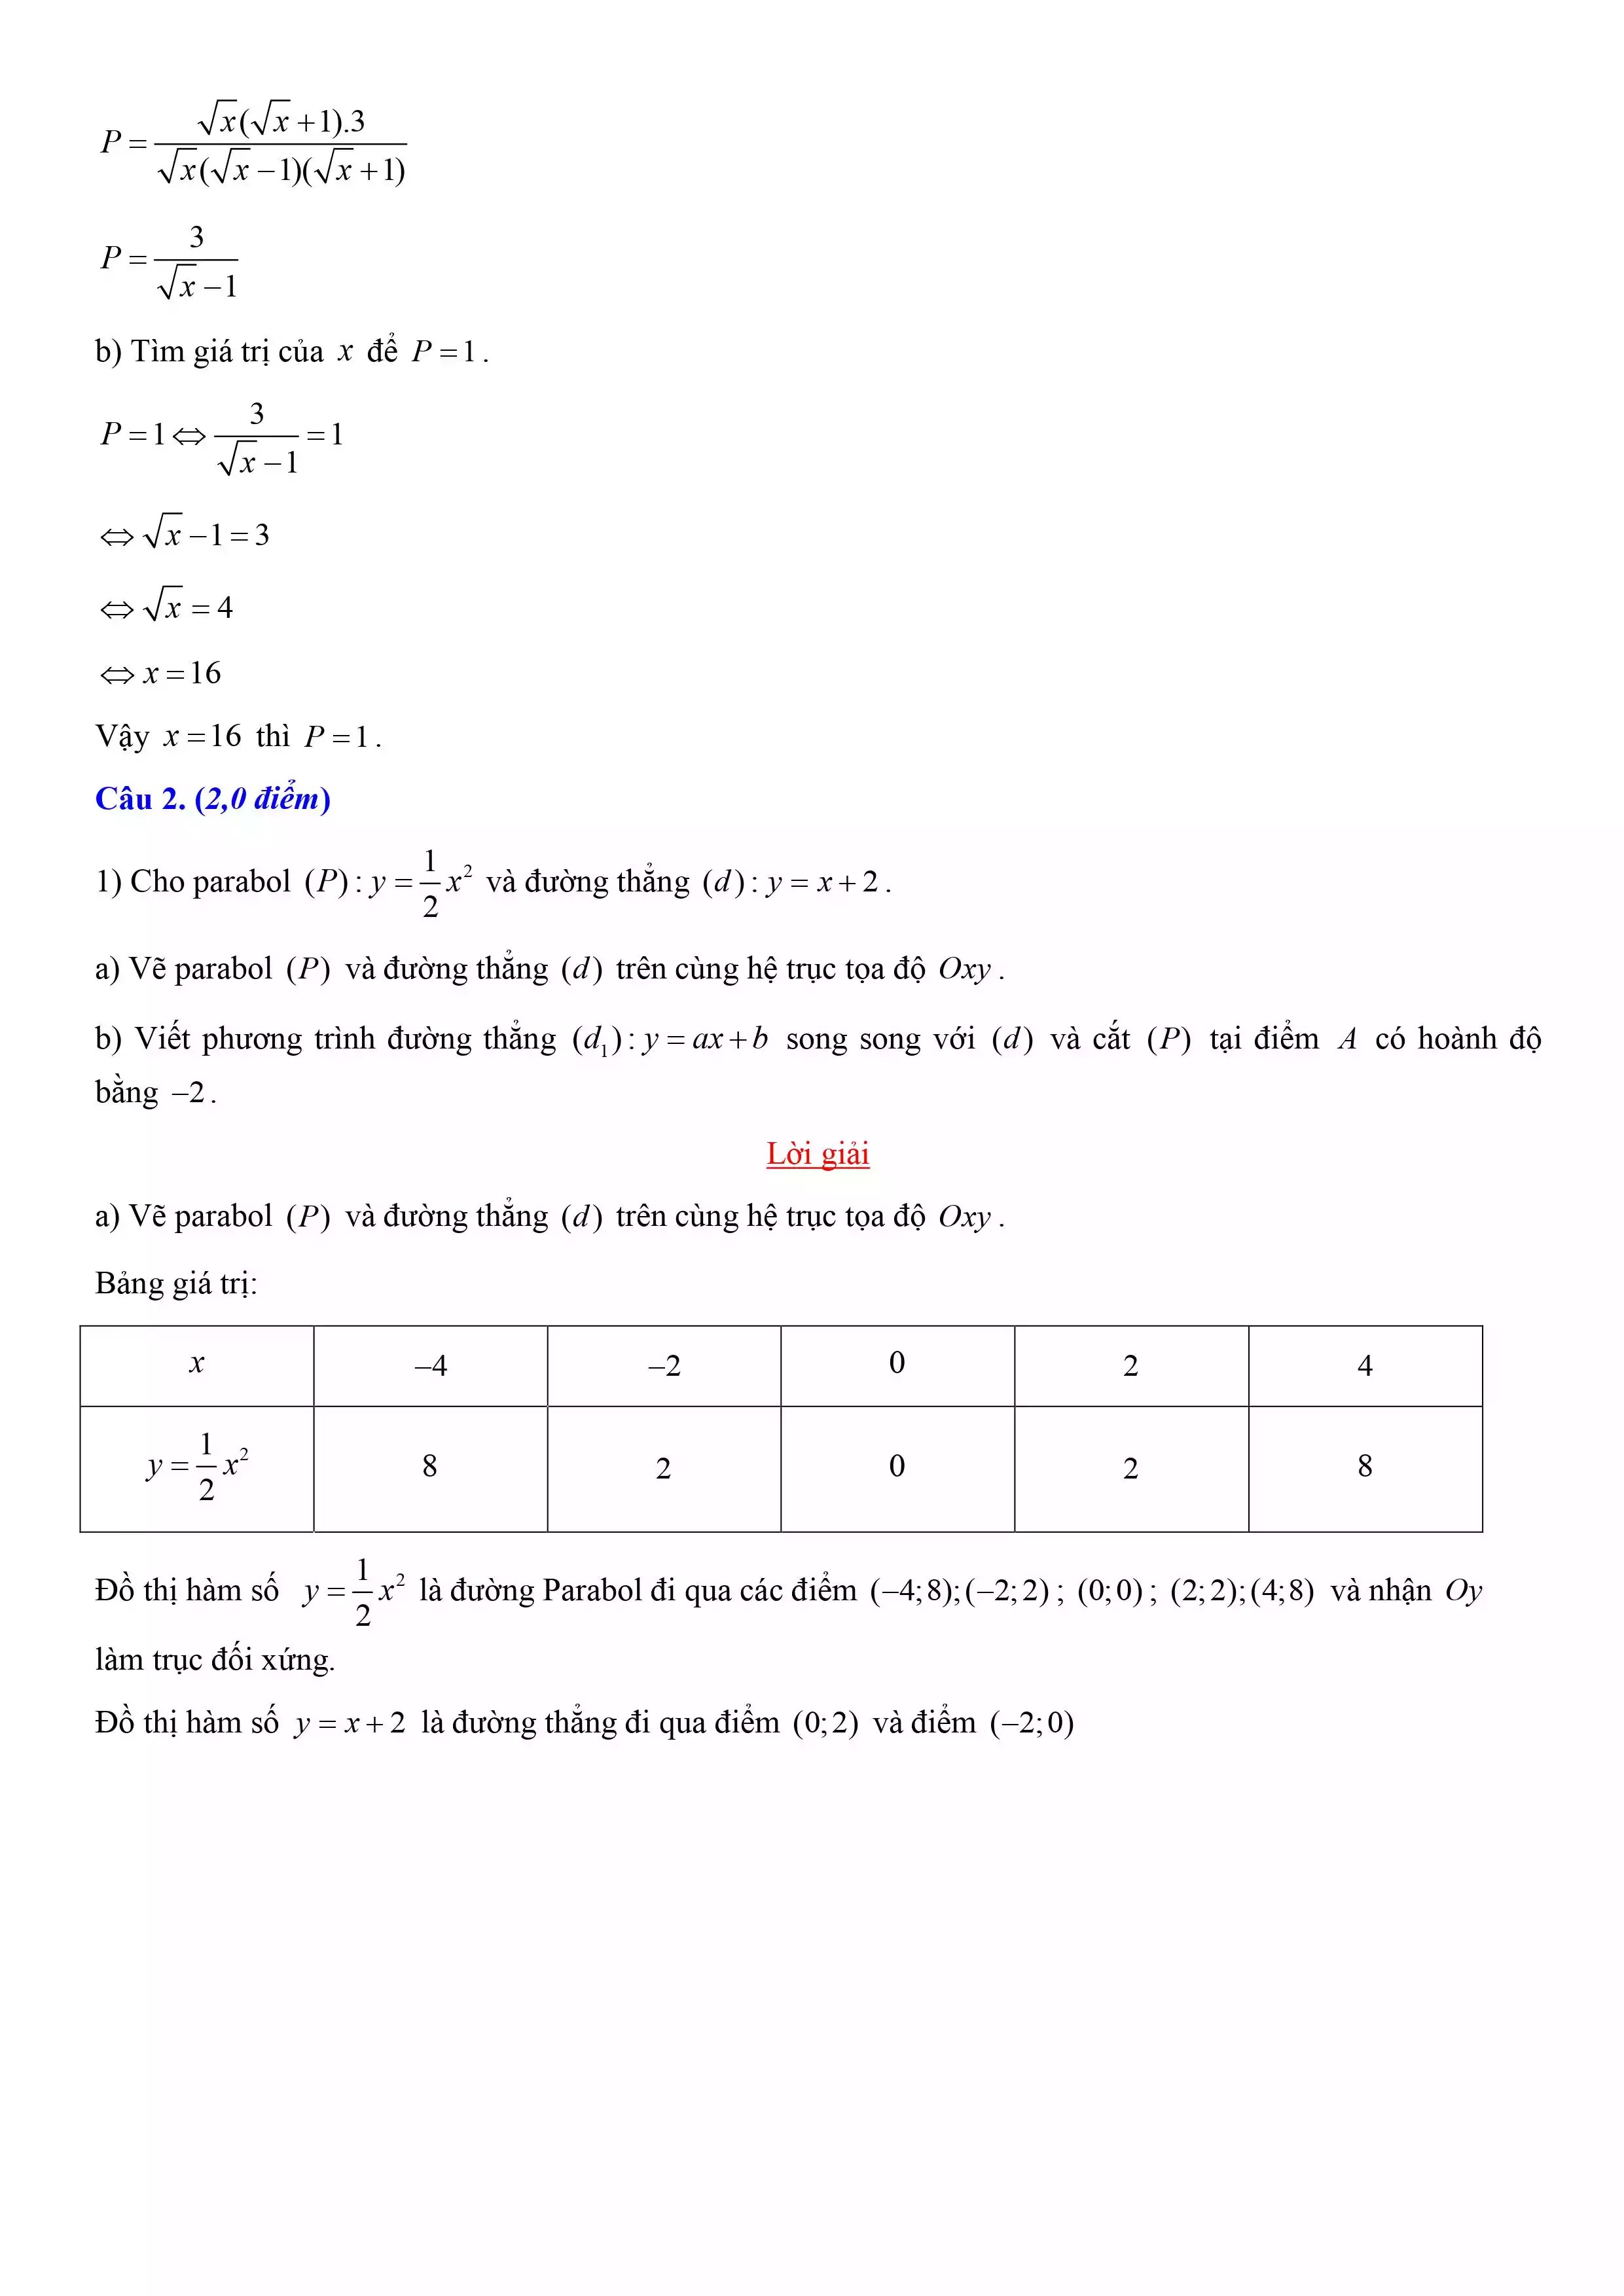 P = \frac{\sqrt{x}(\sqrt{x}+1).3}{\sqrt{x}(\sqrt{x}-1)(\sqrt{x}+1)}
P = \frac{3}{\sqrt{x}-1}
b) Tìm giá trị của x để P = 1.
P = 1 ⇔ \frac{3}{\sqrt{x}-1} = 1
⇔ \sqrt{x} − 1 = 3
⇔ \sqrt{x} = 4
⇔ x = 16
Vậy x = 16 thì P = 1.
Câu 2. (2,0 điểm)
1) Cho parabol (P): y = \frac{1}{2}x² và đường thẳng (d): y = x + 2.
a) Vẽ parabol (P) và đường thẳng (d) trên cùng hệ trục tọa độ Oxy.
b) Viết phương trình đường thẳng (d₁): y = ax + b song song với (d) và cắt (P) tại điểm A có hoành độ
bằng −2.
Lời giải
a) Vẽ parabol (P) và đường thẳng (d) trên cùng hệ trục tọa độ Oxy.
Bảng giá trị:
x −4 −2 0 2 4
y = \frac{1}{2}x² 8 2 0 2 8
Đồ thị hàm số y = \frac{1}{2}x² là đường Parabol đi qua các điểm (−4;8);(−2;2); (0;0); (2;2);(4;8) và nhận Oy
làm trục đối xứng.
Đồ thị hàm số y = x + 2 là đường thẳng đi qua điểm (0;2) và điểm (−2;0)